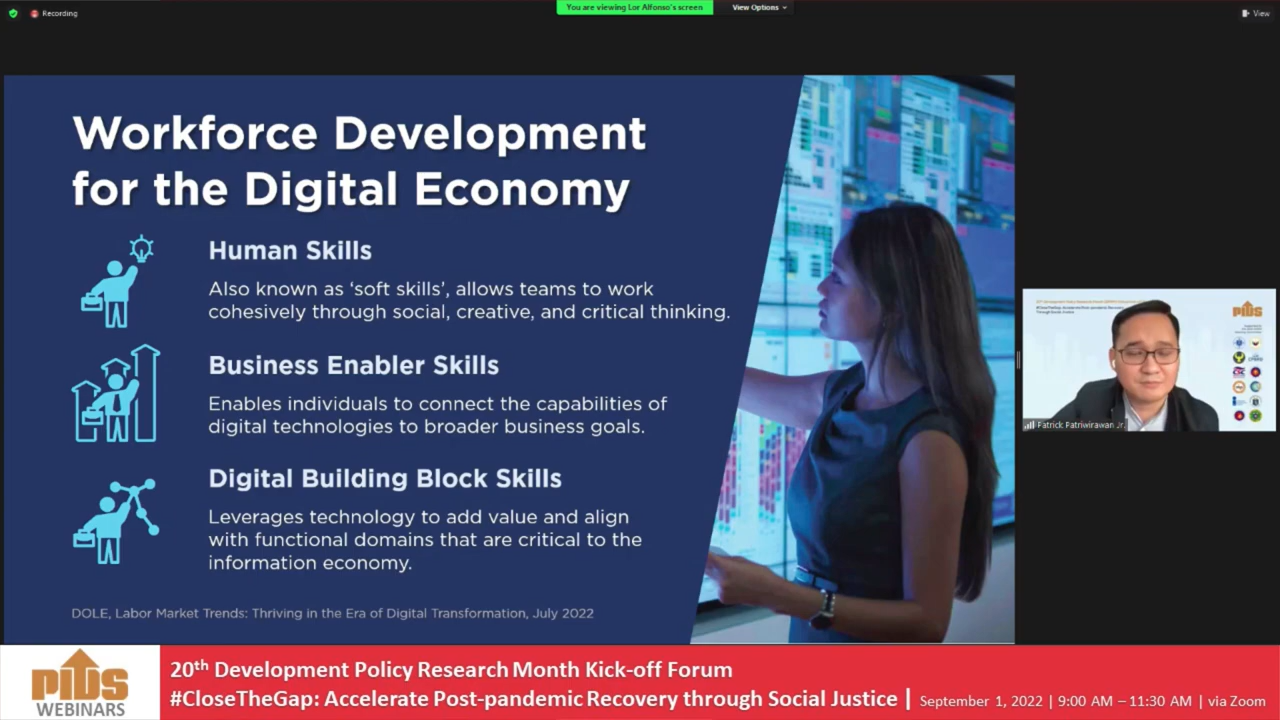 Recording
You are viewing Lor Alfonso's screen
View Options
View
Workforce Development
for the Digital Economy
Human Skills
Also known as ‘soft skills’, allows teams to work
cohesively through social, creative, and critical thinking.
Business Enabler Skills
Enables individuals to connect the capabilities of
digital technologies to broader business goals.
Digital Building Block Skills
Leverages technology to add value and align
with functional domains that are critical to the
information economy.
DOLE, Labor Market Trends: Thriving in the Era of Digital Transformation, July 2022
PIDS
Patrick Patriwirawan Jr.
PIDS
WEBINARS
20th Development Policy Research Month Kick-off Forum
#CloseTheGap: Accelerate Post-pandemic Recovery through Social Justice | September 1, 2022 | 9:00 AM – 11:30 AM | via Zoom